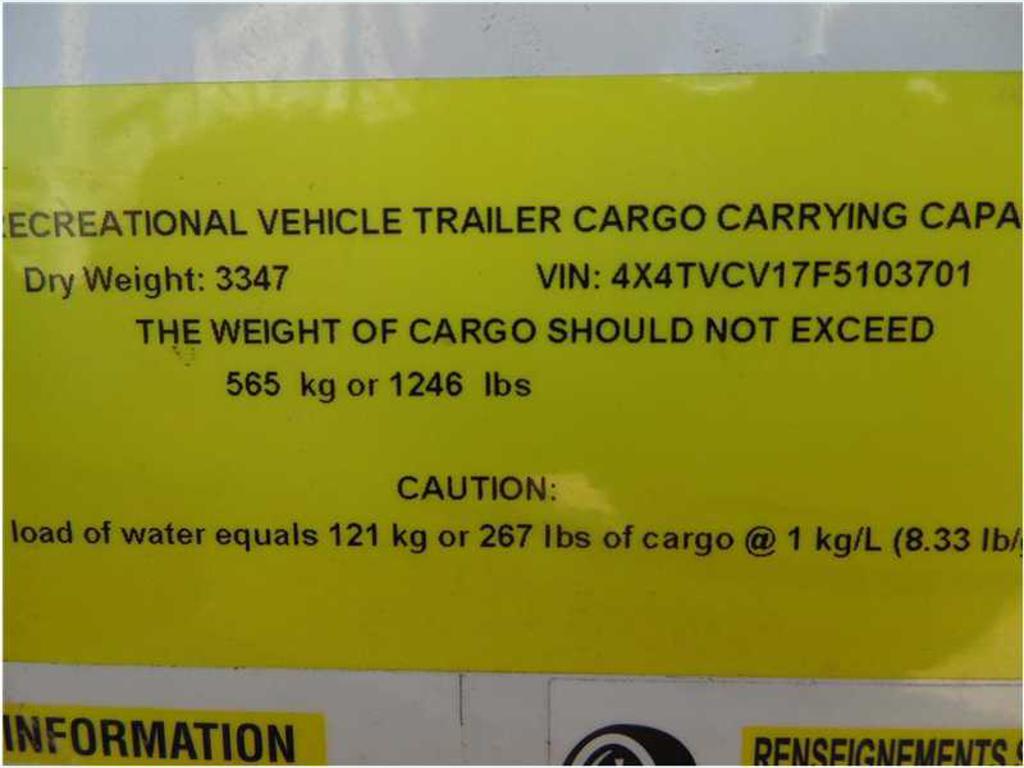 RECREATIONAL VEHICLE TRAILER CARGO CARRYING CAPA
Dry Weight: 3347 VIN: 4X4TVCV17F5103701
THE WEIGHT OF CARGO SHOULD NOT EXCEED
565 kg or 1246 lbs
CAUTION:
load of water equals 121 kg or 267 lbs of cargo @ 1 kg/L (8.33 lb/
INFORMATION
RENSEIGNEMENTS S